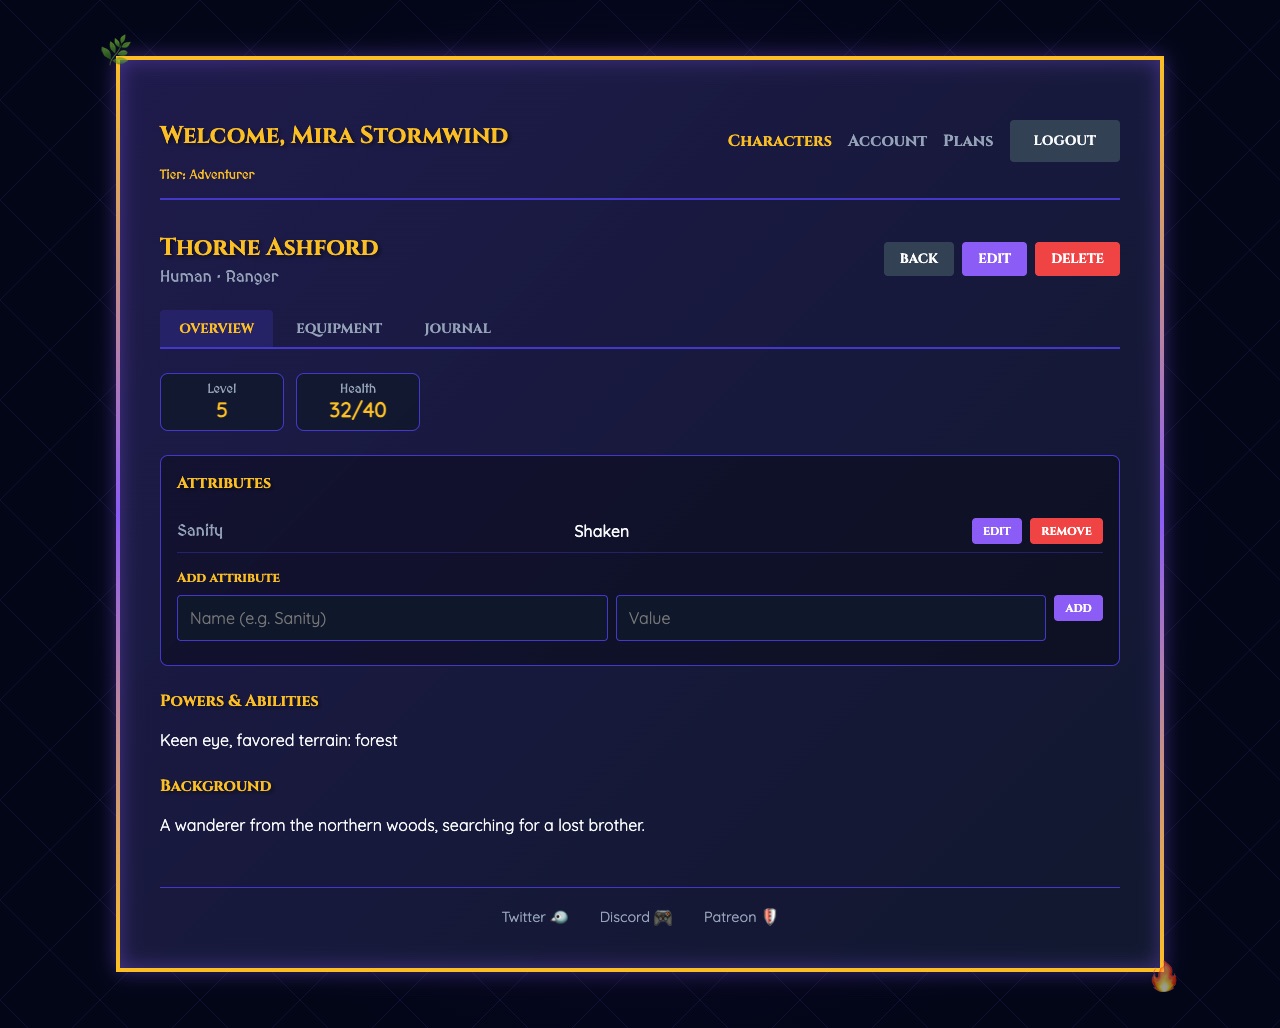 Welcome, Mira Stormwind
Characters Account Plans LOGOUT
Tier: Adventurer
Thorne Ashford
Human · Ranger
BACK EDIT DELETE
OVERVIEW EQUIPMENT JOURNAL
Level
5
Health
32/40
Attributes
Sanity Shaken EDIT REMOVE
Add attribute
Name (e.g. Sanity) Value ADD
Powers & Abilities
Keen eye, favored terrain: forest
Background
A wanderer from the northern woods, searching for a lost brother.
Twitter Discord Patreon